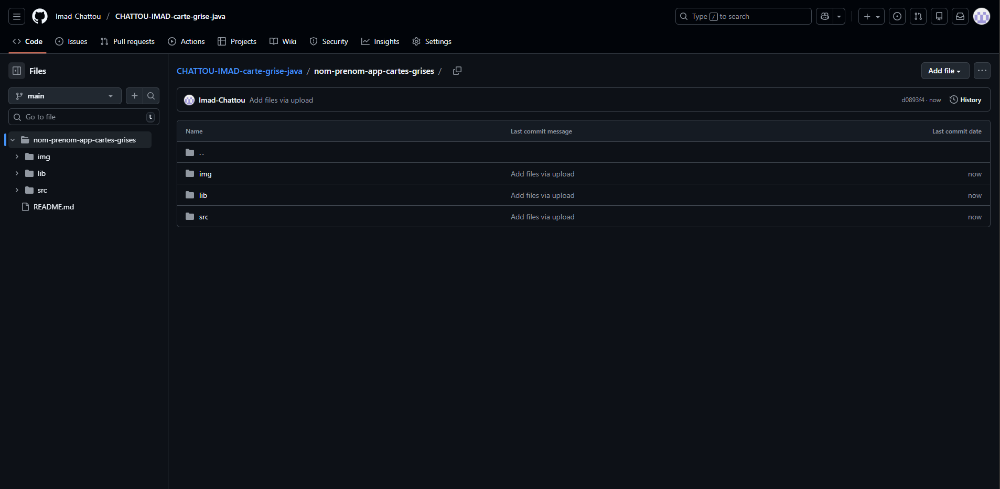 Imad-Chattou / CHATTOU-IMAD-carte-grise-java
Type / to search
Code Issues Pull requests Actions Projects Wiki Security Insights Settings
Files
main
Go to file t
nom-prenom-app-cartes-grises
img
lib
src
README.md
CHATTOU-IMAD-carte-grise-java / nom-prenom-app-cartes-grises /
Add file
Imad-Chattou Add files via upload
d0893f4 · now History
Name Last commit message Last commit date
..
img Add files via upload now
lib Add files via upload now
src Add files via upload now